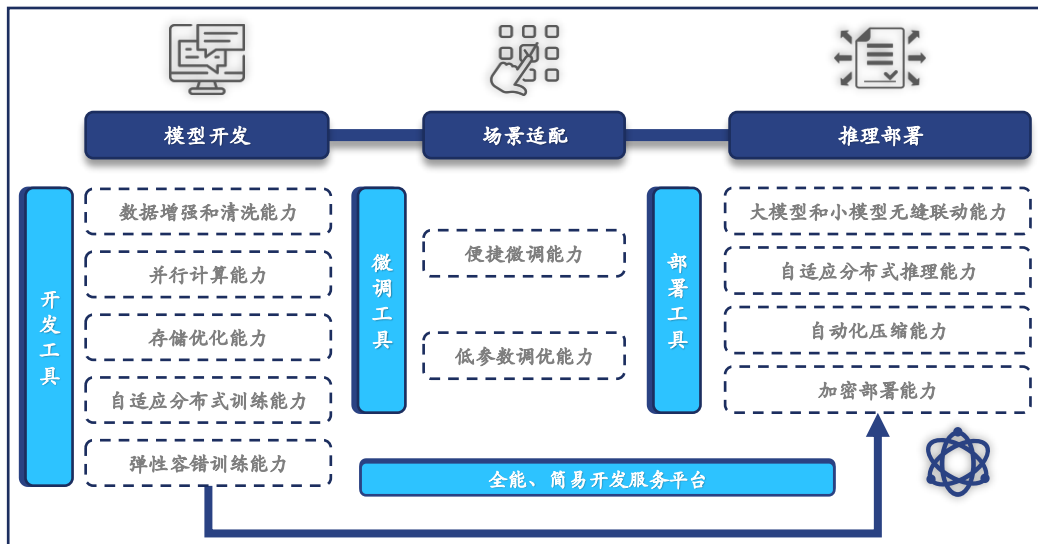 模型开发
场景适配
推理部署
开发工具
数据增强和清洗能力
并行计算能力
存储优化能力
自适应分布式训练能力
弹性容错训练能力
微调工具
便捷微调能力
低参数调优能力
部署工具
大模型和小模型无缝联动能力
自适应分布式推理能力
自动化压缩能力
加密部署能力
全能、简易开发服务平台